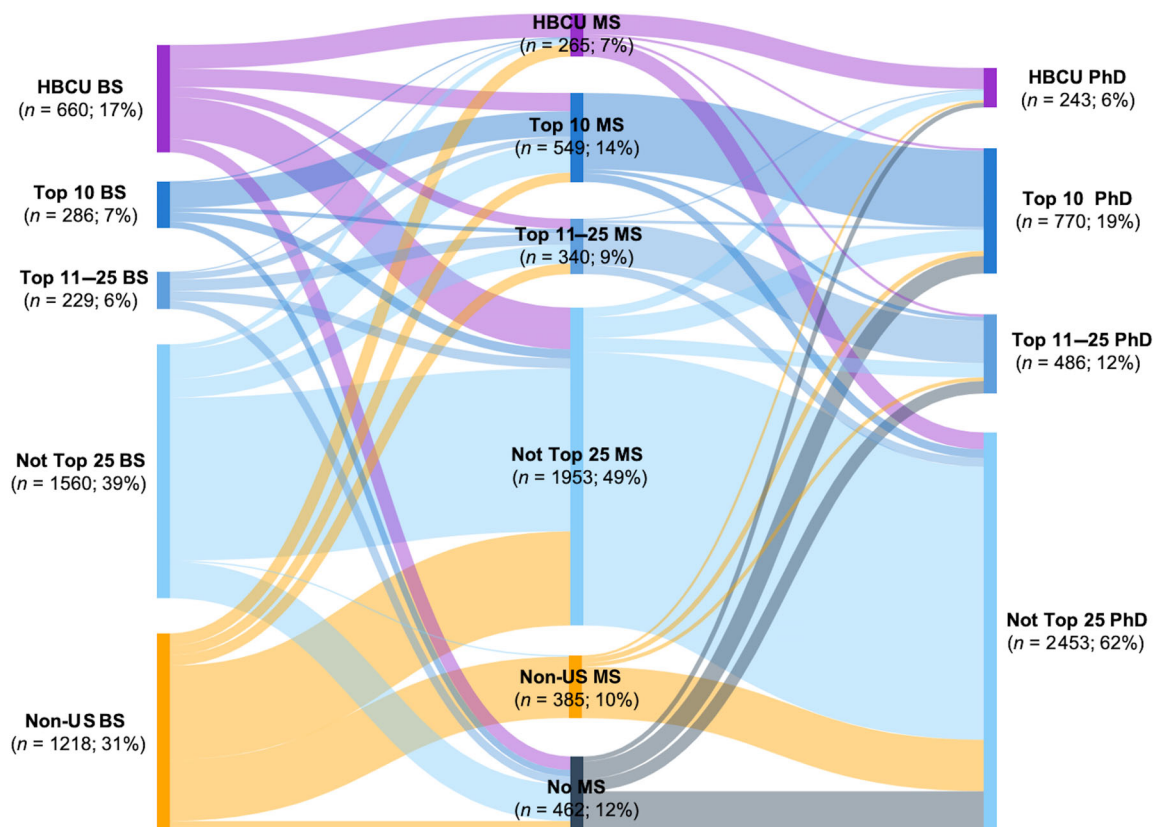 HBCU BS
(n = 660; 17%)
Top 10 BS
(n = 286; 7%)
Top 11–25 BS
(n = 229; 6%)
Not Top 25 BS
(n = 1560; 39%)
Non-US BS
(n = 1218; 31%)
HBCU MS
(n = 265; 7%)
Top 10 MS
(n = 549; 14%)
Top 11–25 MS
(n = 340; 9%)
Not Top 25 MS
(n = 1953; 49%)
Non-US MS
(n = 385; 10%)
No MS
(n = 462; 12%)
HBCU PhD
(n = 243; 6%)
Top 10 PhD
(n = 770; 19%)
Top 11–25 PhD
(n = 486; 12%)
Not Top 25 PhD
(n = 2453; 62%)